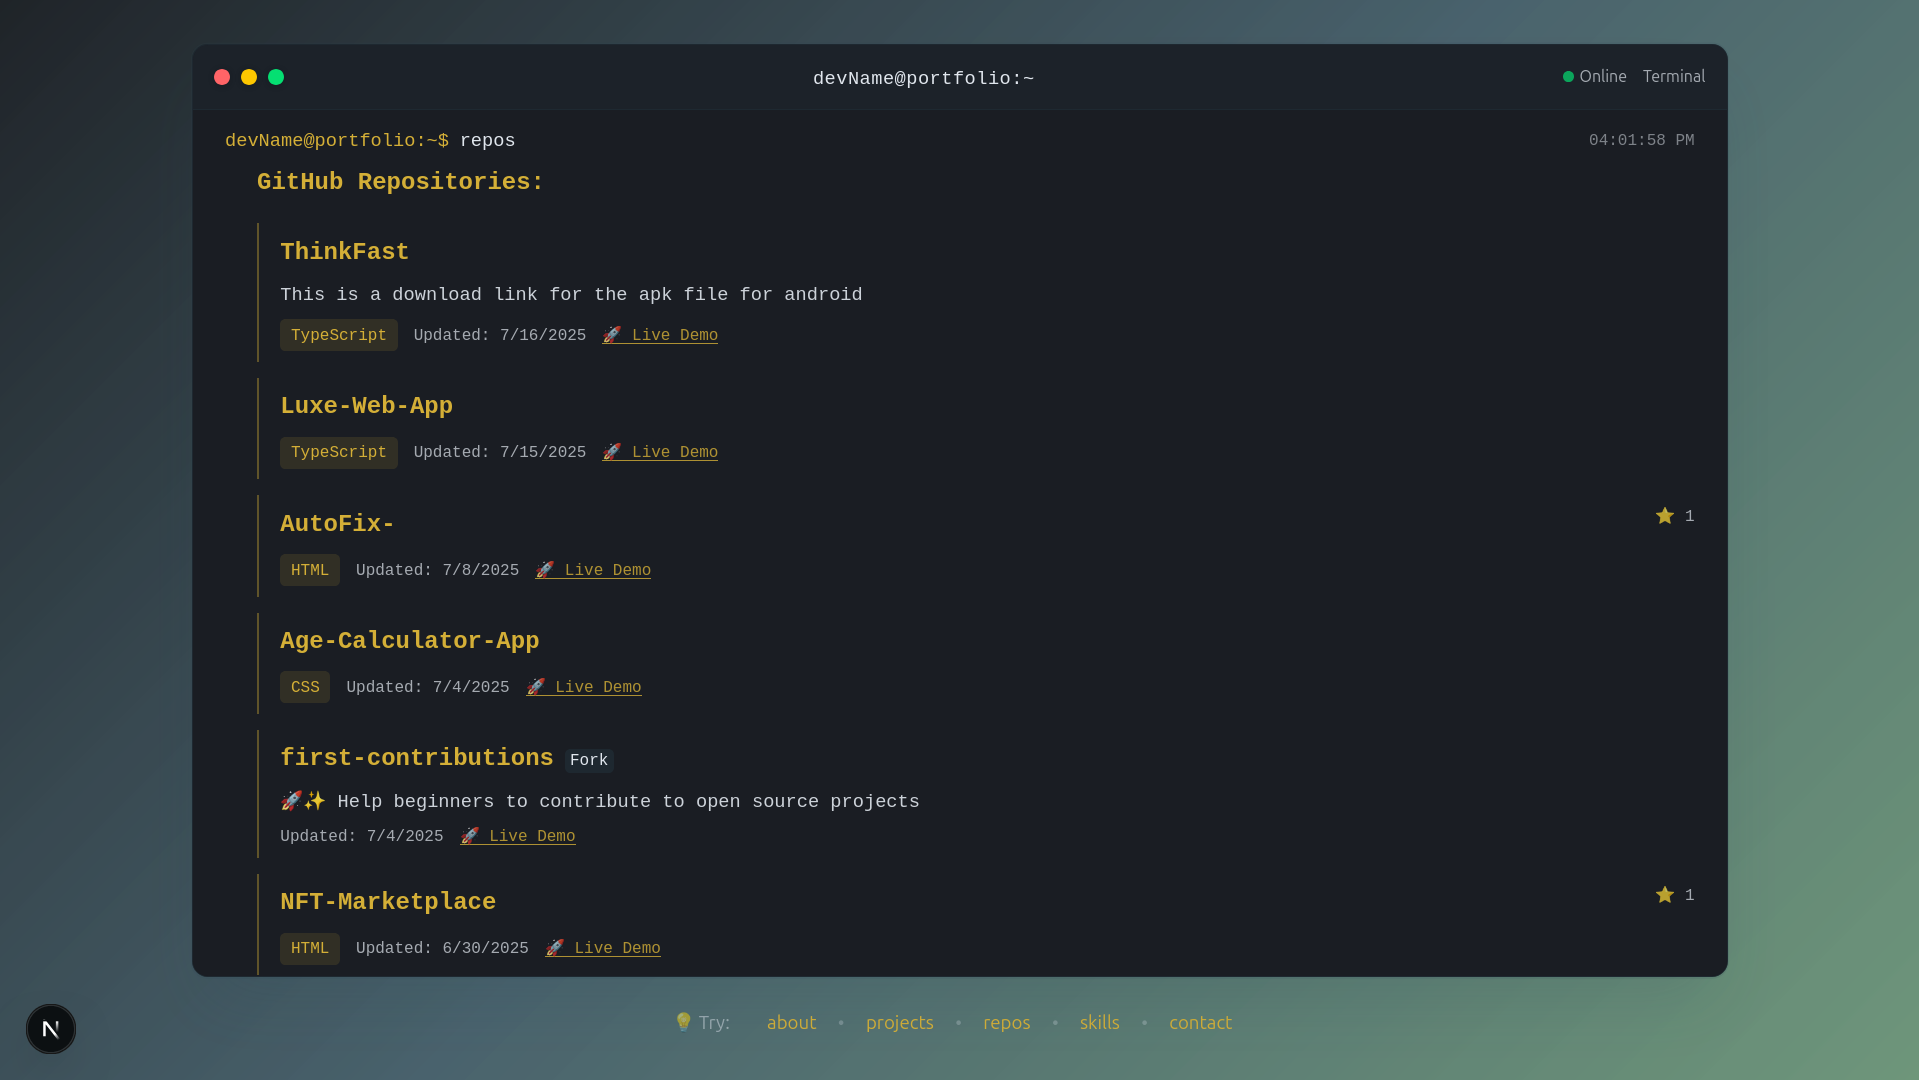 devName@portfolio:~
Online Terminal
devName@portfolio:~$ repos 04:01:58 PM
GitHub Repositories:
ThinkFast
This is a download link for the apk file for android
TypeScript Updated: 7/16/2025 🚀 Live Demo
Luxe-Web-App
TypeScript Updated: 7/15/2025 🚀 Live Demo
AutoFix- ⭐ 1
HTML Updated: 7/8/2025 🚀 Live Demo
Age-Calculator-App
CSS Updated: 7/4/2025 🚀 Live Demo
first-contributions Fork
🚀✨ Help beginners to contribute to open source projects
Updated: 7/4/2025 🚀 Live Demo
NFT-Marketplace ⭐ 1
HTML Updated: 6/30/2025 🚀 Live Demo
N
💡 Try: about • projects • repos • skills • contact